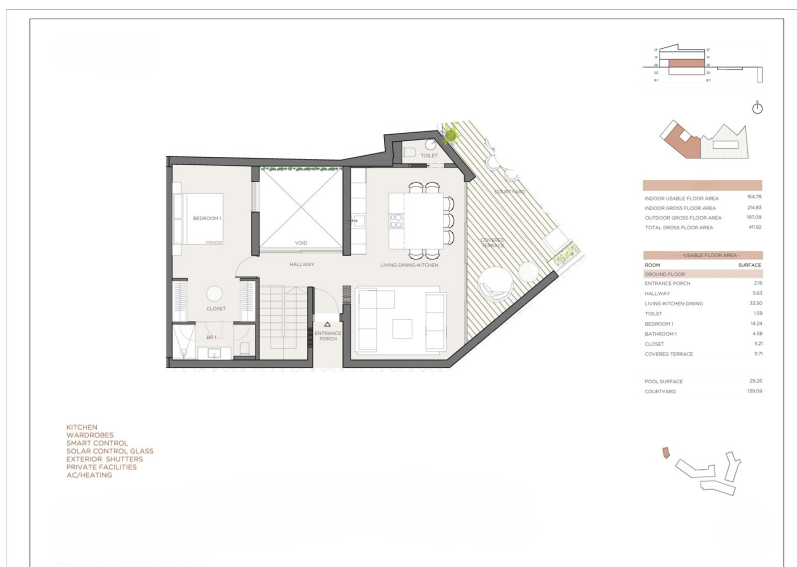 TOILET
COURTYARD
BEDROOM 1
VOID
COVERED
TERRACE
HALLWAY
LIVING-DINING-KITCHEN
CLOSET
BR 1
ENTRANCE
PORCH
KITCHEN
WARDROBES
SMART CONTROL
SOLAR CONTROL GLASS
EXTERIOR SHUTTERS
PRIVATE FACILITIES
AC/HEATING
N
INDOOR USABLE FLOOR AREA 164,78
INDOOR GROSS FLOOR AREA 214,83
OUTDOOR GROSS FLOOR AREA 197,09
TOTAL GROSS FLOOR AREA 411,92
-USABLE FLOOR AREA-
ROOM SURFACE
GROUND FLOOR
ENTRANCE PORCH 2,16
HALLWAY 5,63
LIVING-KITCHEN-DINING 33,50
TOILET 1,59
BEDROOM 1 14,24
BATHROOM 1 4,58
CLOSET 6,21
COVERED TERRACE 11,71
POOL SURFACE 29,26
COURTYARD 139,09